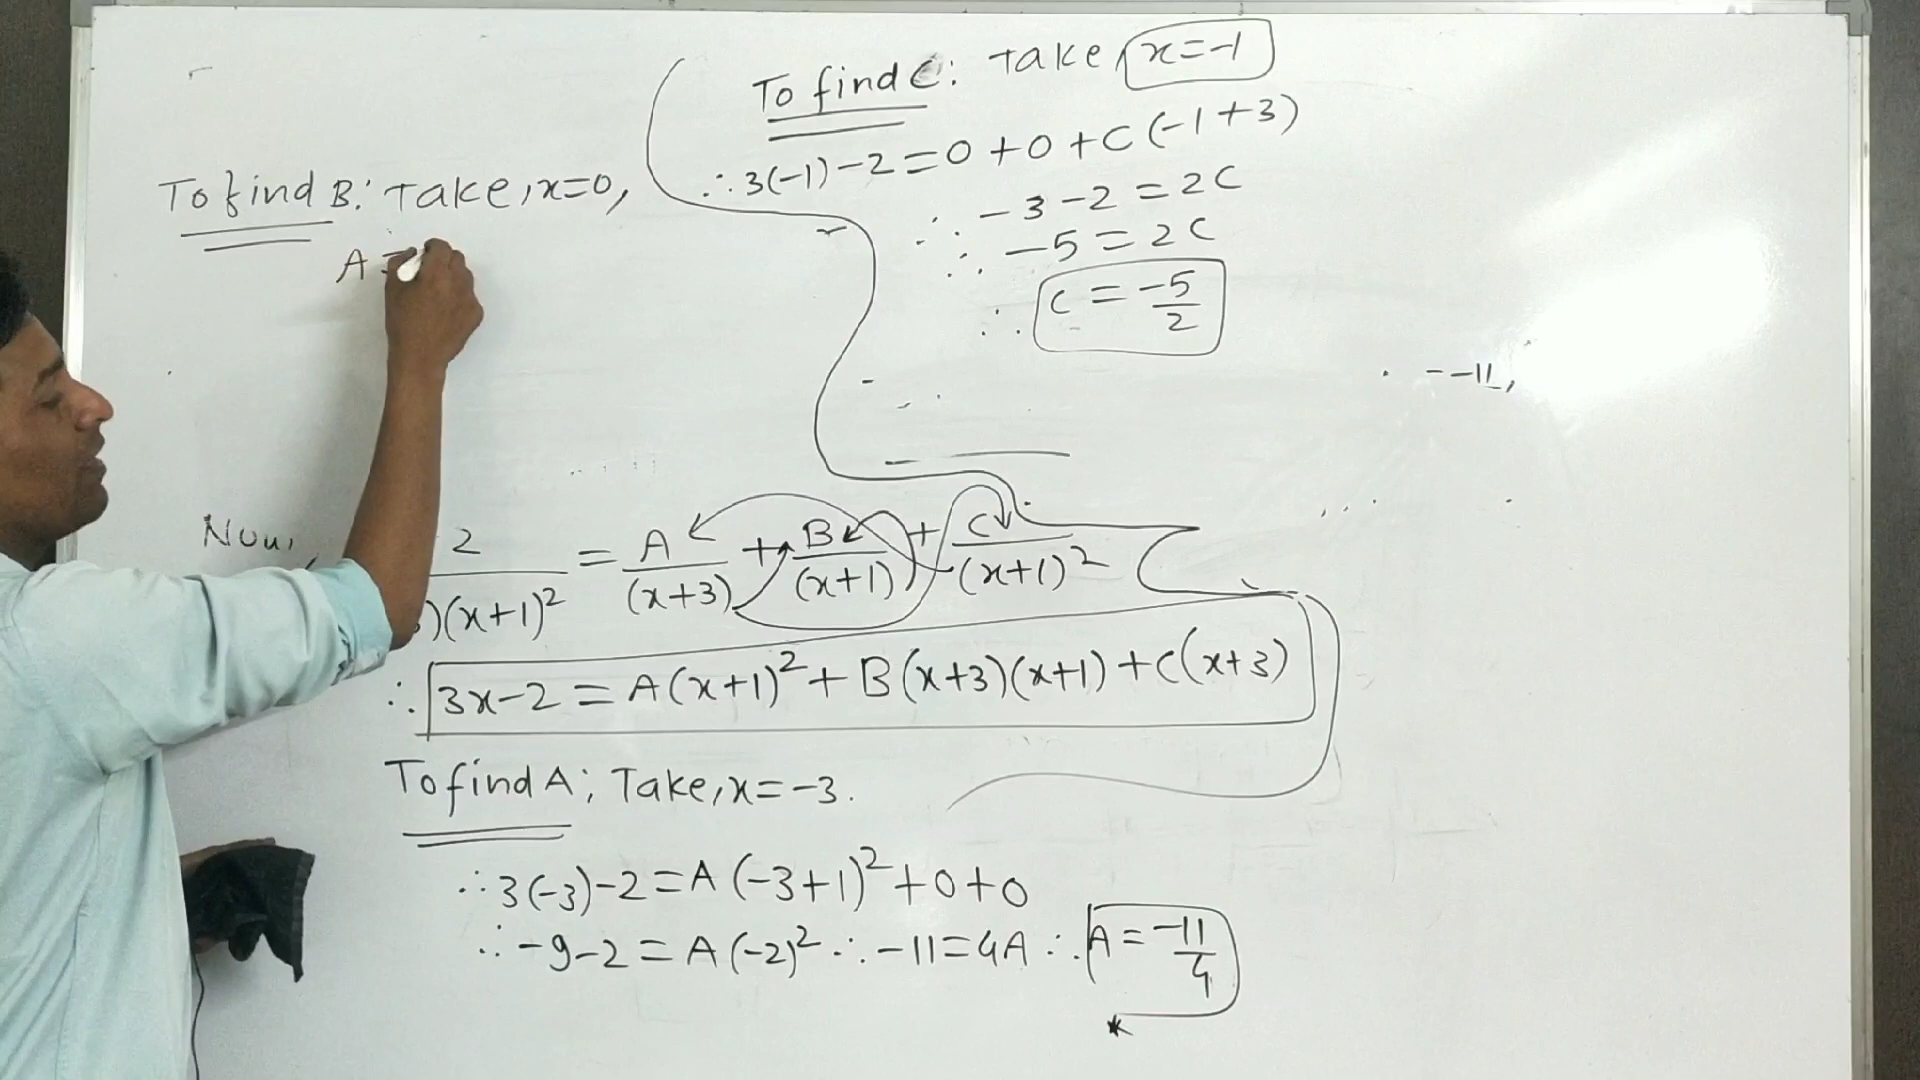 To find C: Take, x=-1
∴ 3(-1)-2=0+0+C(-1+3)
∴ -3-2=2C
∴ -5=2C
∴ C=-5/2
To find B: Take, x=0,
A =
--11,
Now, 2/)(x+1)² = A/(x+3) + B/(x+1) + C/(x+1)²
∴ 3x-2=A(x+1)²+B(x+3)(x+1)+C(x+3)
To find A; Take, x=-3.
∴ 3(-3)-2=A(-3+1)²+0+0
∴ -9-2=A(-2)² ∴ -11=4A ∴ A=-11/4